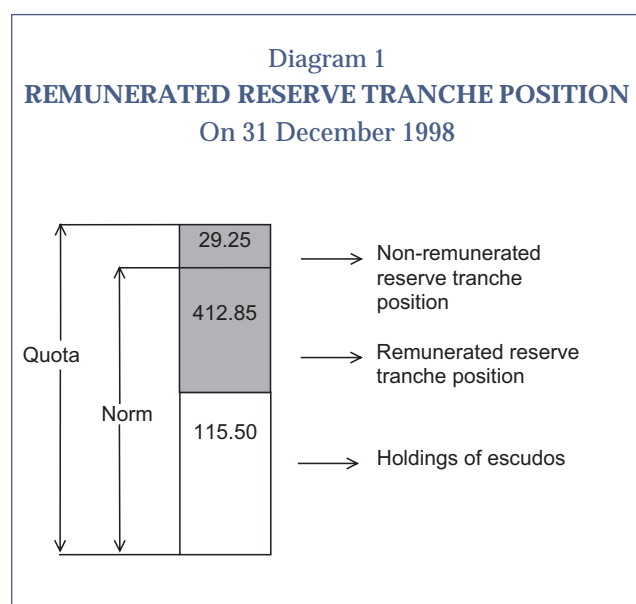 Diagram 1
REMUNERATED RESERVE TRANCHE POSITION
On 31 December 1998
29.25
Non-remunerated
reserve tranche
position
412.85
Quota
Remunerated reserve
tranche position
Norm
115.50
Holdings of escudos